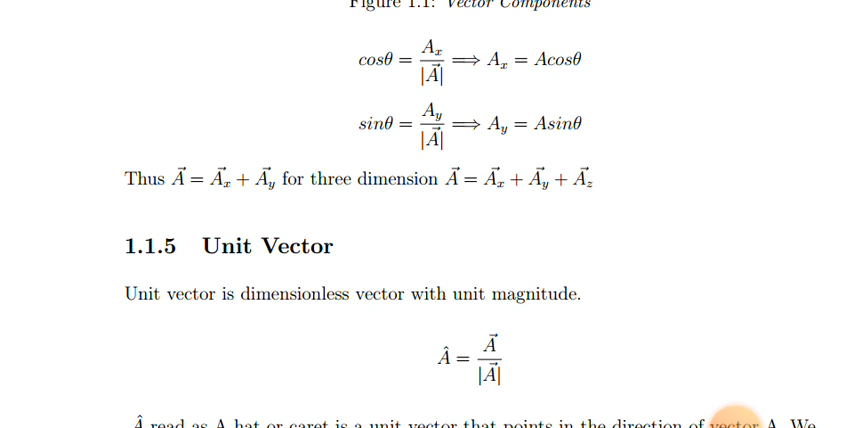 Figure 1.1: Vector Components
cosθ = A_x / |A⃗| ⟹ A_x = Acosθ
sinθ = A_y / |A⃗| ⟹ A_y = Asinθ
Thus A⃗ = A⃗_x + A⃗_y for three dimension A⃗ = A⃗_x + A⃗_y + A⃗_z
1.1.5 Unit Vector
Unit vector is dimensionless vector with unit magnitude.
Â = A⃗ / |A⃗|
Â read as A hat or caret is a unit vector that points in the direction of vector A. We